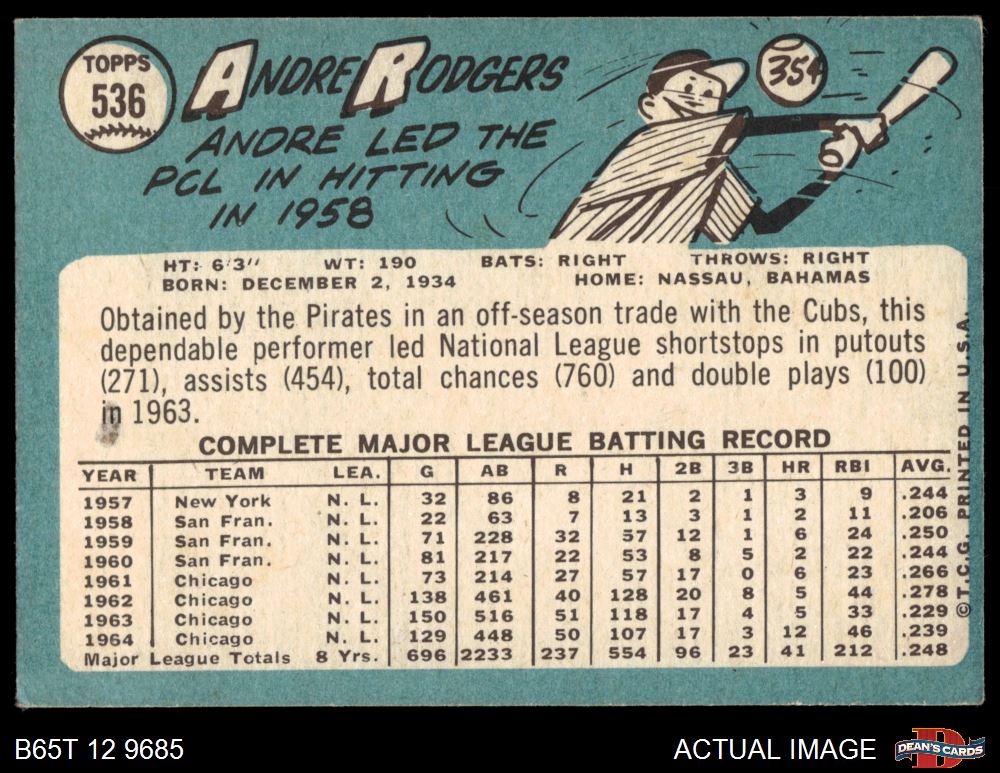 TOPPS
536
ANDRE RODGERS
354
ANDRE LED THE
PCL IN HITTING
IN 1958
HT: 6'3" WT: 190 BATS: RIGHT THROWS: RIGHT
BORN: DECEMBER 2, 1934 HOME: NASSAU, BAHAMAS
Obtained by the Pirates in an off-season trade with the Cubs, this
dependable performer led National League shortstops in putouts
(271), assists (454), total chances (760) and double plays (100)
in 1963.
COMPLETE MAJOR LEAGUE BATTING RECORD
YEAR TEAM LEA. G AB R H 2B 3B HR RBI AVG.
1957 New York N. L. 32 86 8 21 2 1 3 9 .244
1958 San Fran. N. L. 22 63 7 13 3 1 2 11 .206
1959 San Fran. N. L. 71 228 32 57 12 1 6 24 .250
1960 San Fran. N. L. 81 217 22 53 8 5 2 22 .244
1961 Chicago N. L. 73 214 27 57 17 0 6 23 .266
1962 Chicago N. L. 138 461 40 128 20 8 5 44 .278
1963 Chicago N. L. 150 516 51 118 17 4 5 33 .229
1964 Chicago N. L. 129 448 50 107 17 3 12 46 .239
Major League Totals 8 Yrs. 696 2233 237 554 96 23 41 212 .248
©T.C.G. PRINTED IN U.S.A.
B65T 12 9685 ACTUAL IMAGE
D
DEAN'S CARDS